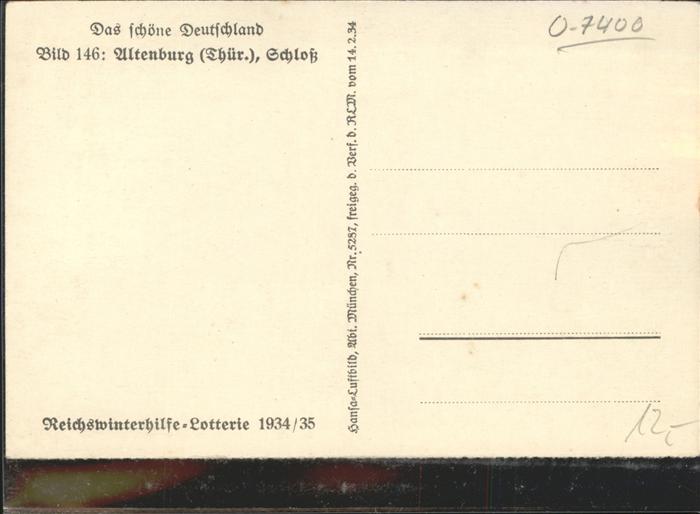 Das schöne Deutschland
Bild 146: Altenburg (Thür.), Schloß
Reichswinterhilfe-Lotterie 1934/35
Hansa-Luftbild, Abt. München, Nr. 5287, freigeg. d. Verf. d. RLM. vom 14.2.34
O-7400
12,-